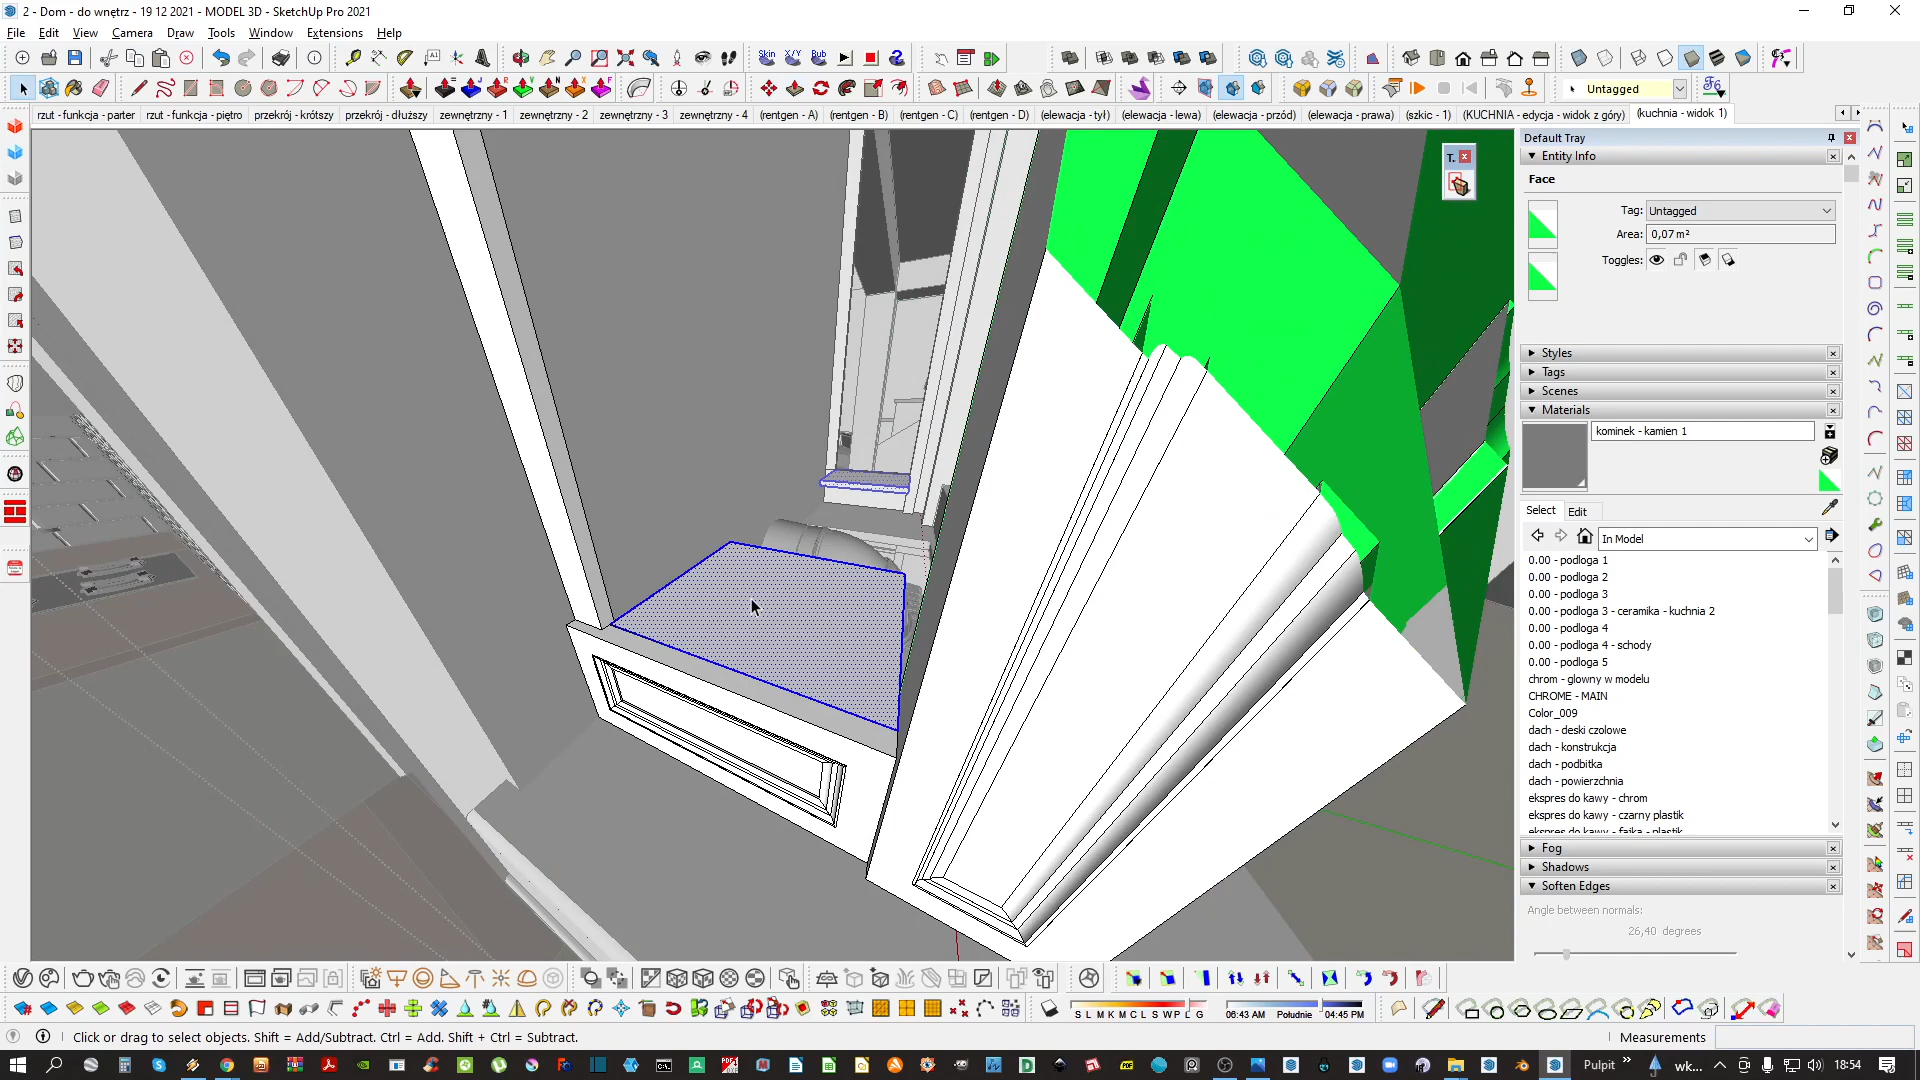 2 - Dom - do wnętrz - 19 12 2021 - MODEL 3D - SketchUp Pro 2021
File Edit View Camera Draw Tools Window Extensions Help
Skin X/Y Bub
Untagged
rzut - funkcja - parter rzut - funkcja - piętro przekrój - krótszy przekrój - dłuższy zewnętrzny - 1 zewnętrzny - 2 zewnętrzny - 3 zewnętrzny - 4 (rentgen - A) (rentgen - B) (rentgen - C) (rentgen - D) (elewacja - tył) (elewacja - lewa) (elewacja - przód) (elewacja - prawa) (szkic - 1) (KUCHNIA - edycja - widok z góry) (kuchnia - widok 1)
T.
Default Tray
Entity Info
Face
Tag: Untagged
Area: 0,07 m²
Toggles:
Styles
Tags
Scenes
Materials
kominek - kamien 1
Select Edit
In Model
0.00 - podloga 1
0.00 - podloga 2
0.00 - podloga 3
0.00 - podloga 3 - ceramika - kuchnia 2
0.00 - podloga 4
0.00 - podloga 4 - schody
0.00 - podloga 5
chrom - glowny w modelu
CHROME - MAIN
Color_009
dach - deski czolowe
dach - konstrukcja
dach - podbitka
dach - powierzchnia
ekspres do kawy - chrom
ekspres do kawy - czarny plastik
ekspres do kawy - fajka - plastik
Fog
Shadows
Soften Edges
Angle between normals:
26,40 degrees
S L M K M C L S W P L G
06:43 AM Południe 04:45 PM
Click or drag to select objects. Shift = Add/Subtract. Ctrl = Add. Shift + Ctrl = Subtract.
Measurements
Pulpit
wk...
18:54